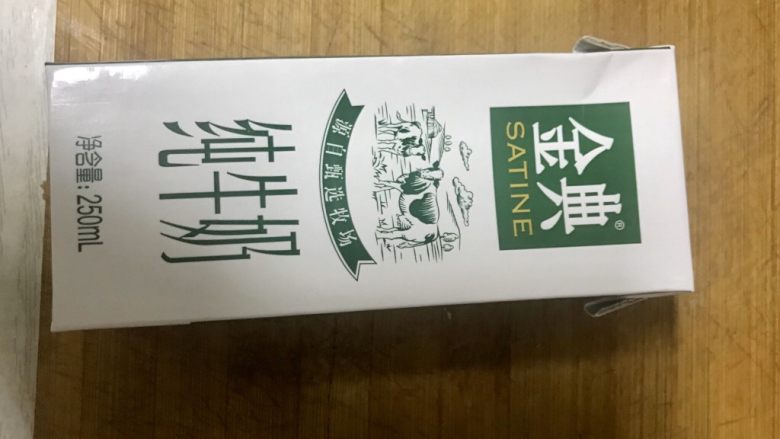 金典®
SATINE
源自甄选牧场
纯牛奶
净含量:250mL